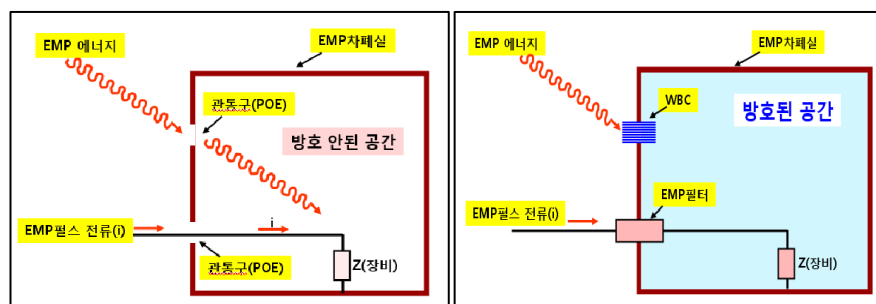 EMP 에너지
EMP차폐실
관통구(POE)
방호 안된 공간
EMP펄스 전류(i)
i
관통구(POE)
Z(장비)
EMP 에너지
EMP차폐실
WBC
방호된 공간
EMP필터
EMP펄스 전류(i)
Z(장비)